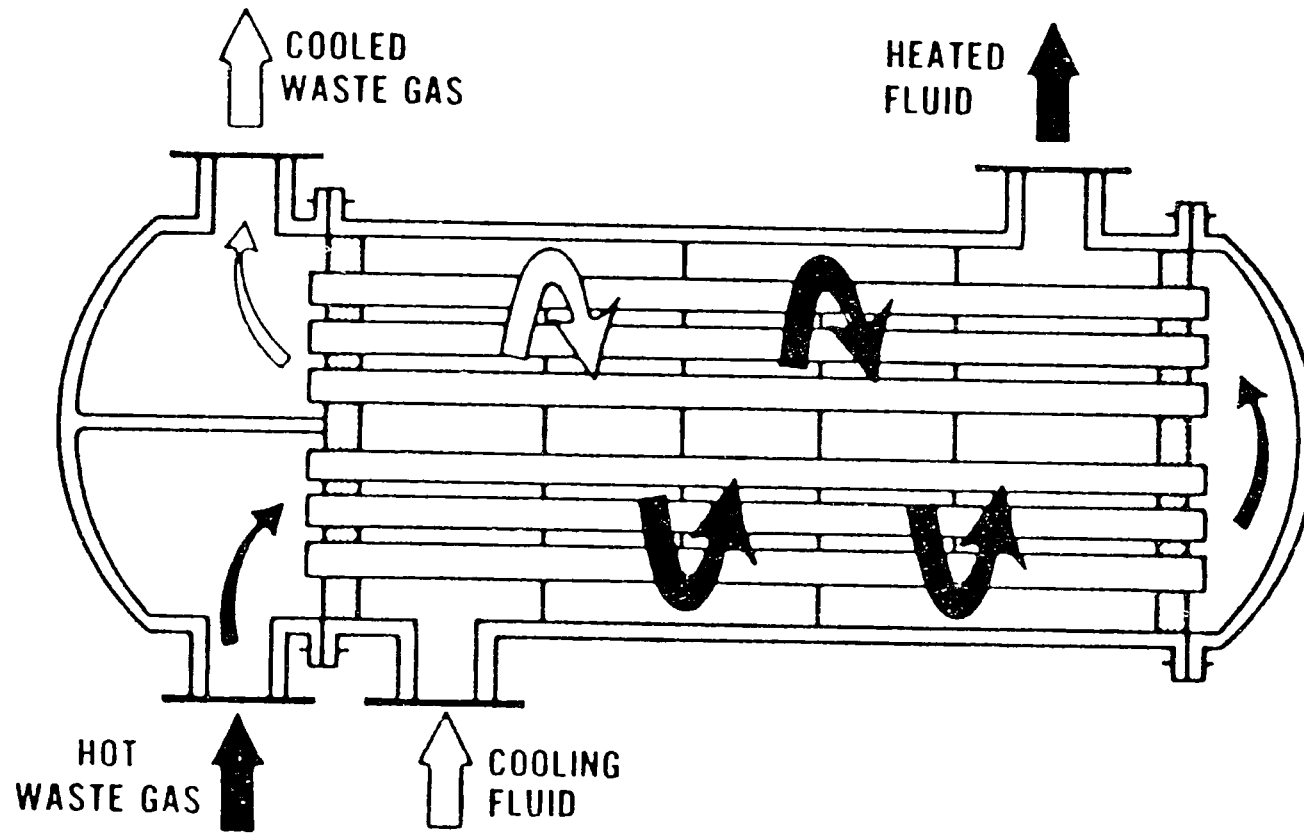 COOLED
WASTE GAS
HEATED
FLUID
HOT
WASTE GAS
COOLING
FLUID